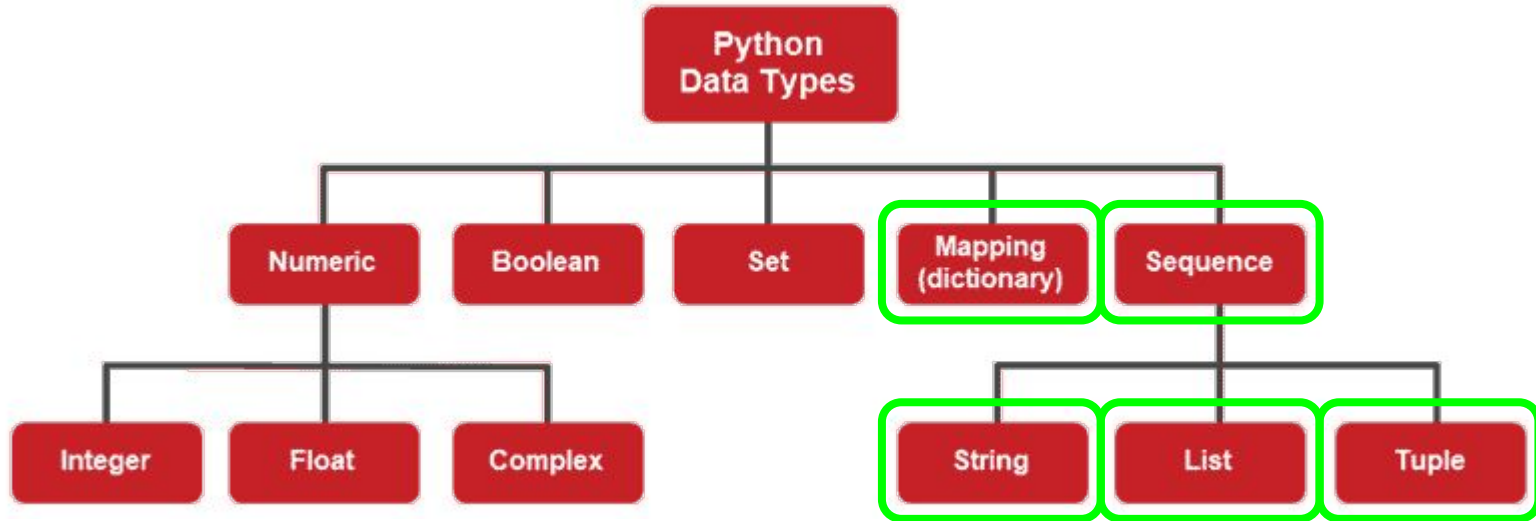 Python
Data Types
Numeric
Boolean
Set
Mapping
(dictionary)
Sequence
Integer
Float
Complex
String
List
Tuple